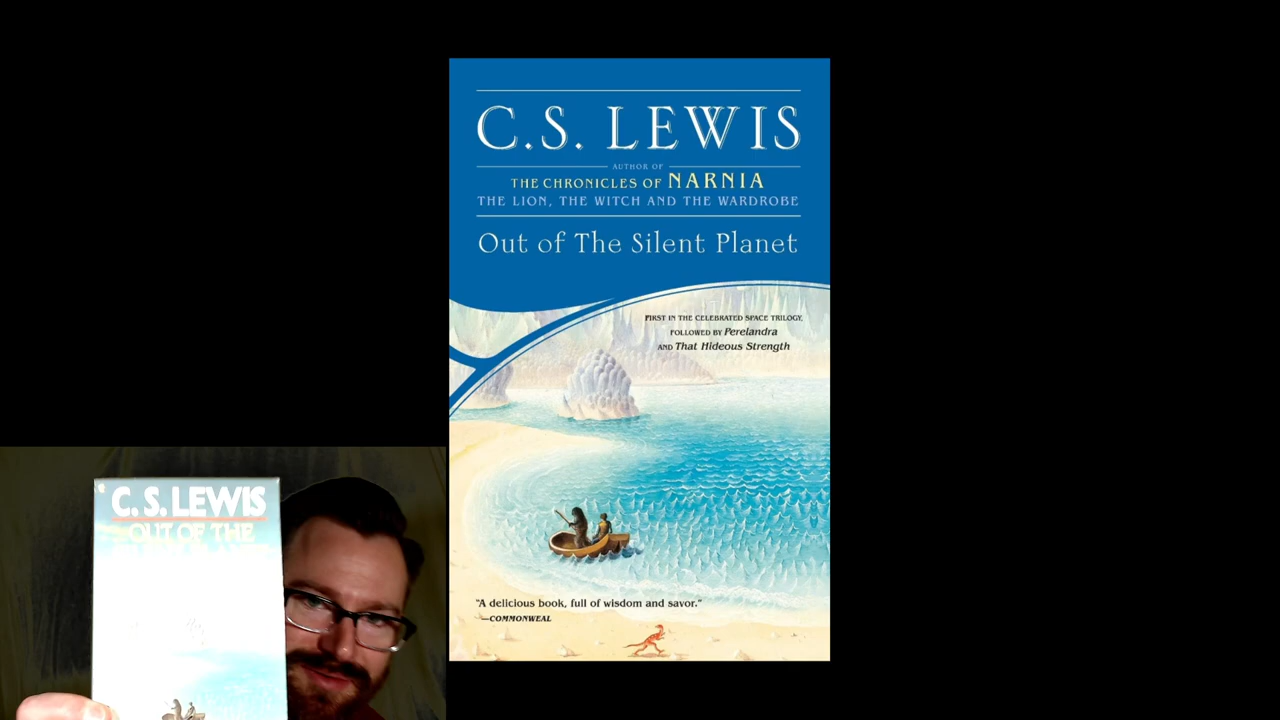 C.S. LEWIS
AUTHOR OF
THE CHRONICLES OF NARNIA
THE LION, THE WITCH AND THE WARDROBE
Out of The Silent Planet
FIRST IN THE CELEBRATED SPACE TRILOGY,
FOLLOWED BY Perelandra
AND That Hideous Strength
"A delicious book, full of wisdom and savor."
—COMMONWEAL
C. S. LEWIS
OUT OF THE